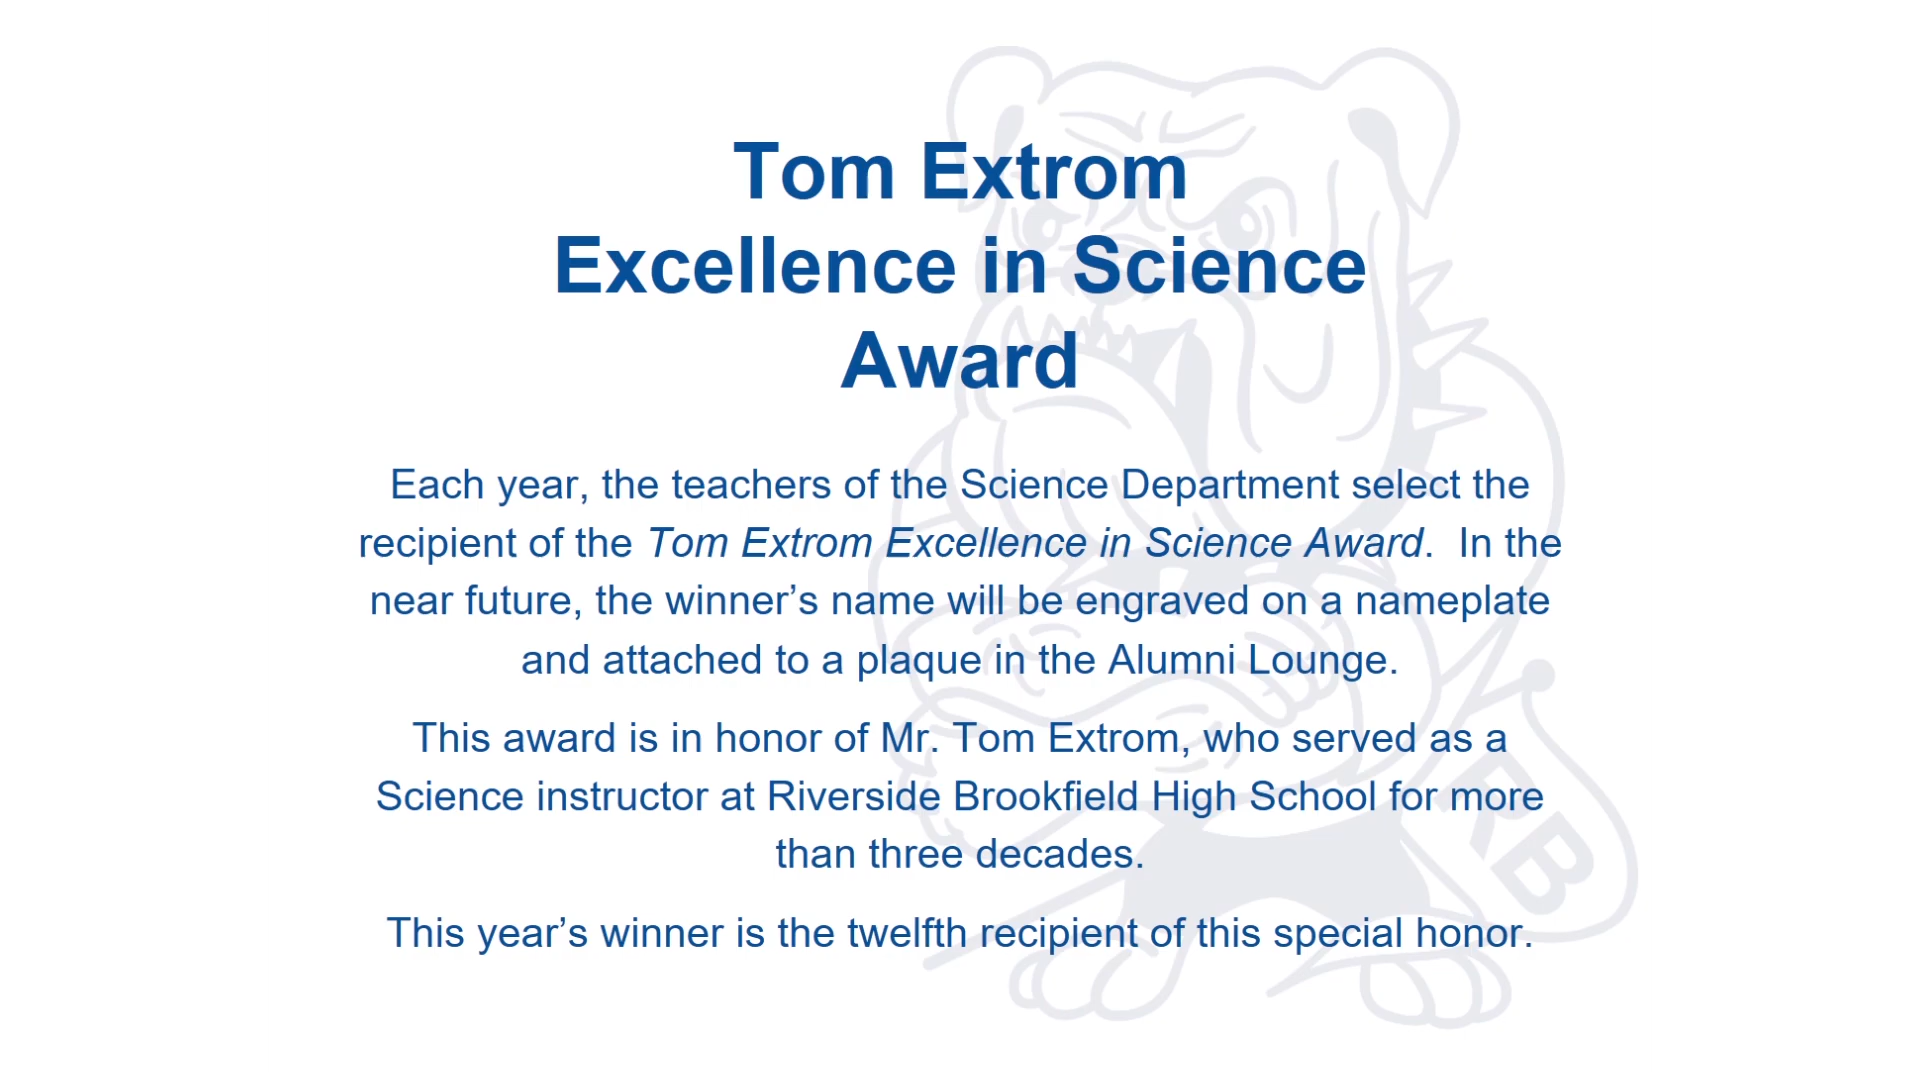 Tom Extrom
Excellence in Science
Award
Each year, the teachers of the Science Department select the
recipient of the Tom Extrom Excellence in Science Award.  In the
near future, the winner’s name will be engraved on a nameplate
and attached to a plaque in the Alumni Lounge.
This award is in honor of Mr. Tom Extrom, who served as a
Science instructor at Riverside Brookfield High School for more
than three decades.
RB
This year’s winner is the twelfth recipient of this special honor.